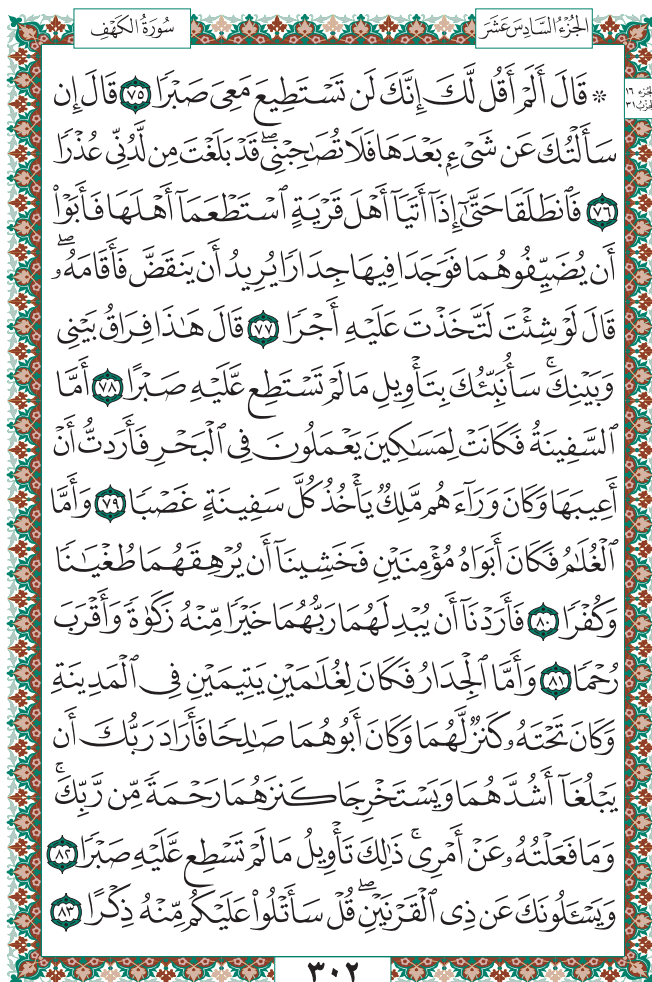 سُورَةُ الكَهْفِ
الجُزْءُ السَّادِسَ عَشَرَ
۞ قَالَ أَلَمْ أَقُل لَّكَ إِنَّكَ لَن تَسْتَطِيعَ مَعِىَ صَبْرًا ٧٥ قَالَ إِن
سَأَلْتُكَ عَن شَىْءٍۭ بَعْدَهَا فَلَا تُصَٰحِبْنِىۖ قَدْ بَلَغْتَ مِن لَّدُنِّى عُذْرًا
٧٦ فَٱنطَلَقَا حَتَّىٰٓ إِذَآ أَتَيَآ أَهْلَ قَرْيَةٍ ٱسْتَطْعَمَآ أَهْلَهَا فَأَبَوْا۟
أَن يُضَيِّفُوهُمَا فَوَجَدَا فِيهَا جِدَارًا يُرِيدُ أَن يَنقَضَّ فَأَقَامَهُۥۖ
قَالَ لَوْ شِئْتَ لَتَّخَذْتَ عَلَيْهِ أَجْرًا ٧٧ قَالَ هَٰذَا فِرَاقُ بَيْنِى
وَبَيْنِكَۚ سَأُنَبِّئُكَ بِتَأْوِيلِ مَا لَمْ تَسْتَطِع عَّلَيْهِ صَبْرًا ٧٨ أَمَّا
ٱلسَّفِينَةُ فَكَانَتْ لِمَسَٰكِينَ يَعْمَلُونَ فِى ٱلْبَحْرِ فَأَرَدتُّ أَنْ
أَعِيبَهَا وَكَانَ وَرَآءَهُم مَّلِكٌ يَأْخُذُ كُلَّ سَفِينَةٍ غَصْبًا ٧٩ وَأَمَّا
ٱلْغُلَٰمُ فَكَانَ أَبَوَاهُ مُؤْمِنَيْنِ فَخَشِينَآ أَن يُرْهِقَهُمَا طُغْيَٰنًا
وَكُفْرًا ٨٠ فَأَرَدْنَآ أَن يُبْدِلَهُمَا رَبُّهُمَا خَيْرًا مِّنْهُ زَكَوٰةً وَأَقْرَبَ
رُحْمًا ٨١ وَأَمَّا ٱلْجِدَارُ فَكَانَ لِغُلَٰمَيْنِ يَتِيمَيْنِ فِى ٱلْمَدِينَةِ
وَكَانَ تَحْتَهُۥ كَنزٌ لَّهُمَا وَكَانَ أَبُوهُمَا صَٰلِحًا فَأَرَادَ رَبُّكَ أَن
يَبْلُغَآ أَشُدَّهُمَا وَيَسْتَخْرِجَا كَنزَهُمَا رَحْمَةً مِّن رَّبِّكَۚ
وَمَا فَعَلْتُهُۥ عَنْ أَمْرِىۚ ذَٰلِكَ تَأْوِيلُ مَا لَمْ تَسْطِع عَّلَيْهِ صَبْرًا ٨٢
وَيَسْـَٔلُونَكَ عَن ذِى ٱلْقَرْنَيْنِۖ قُلْ سَأَتْلُوا۟ عَلَيْكُم مِّنْهُ ذِكْرًا ٨٣
٣٠٢